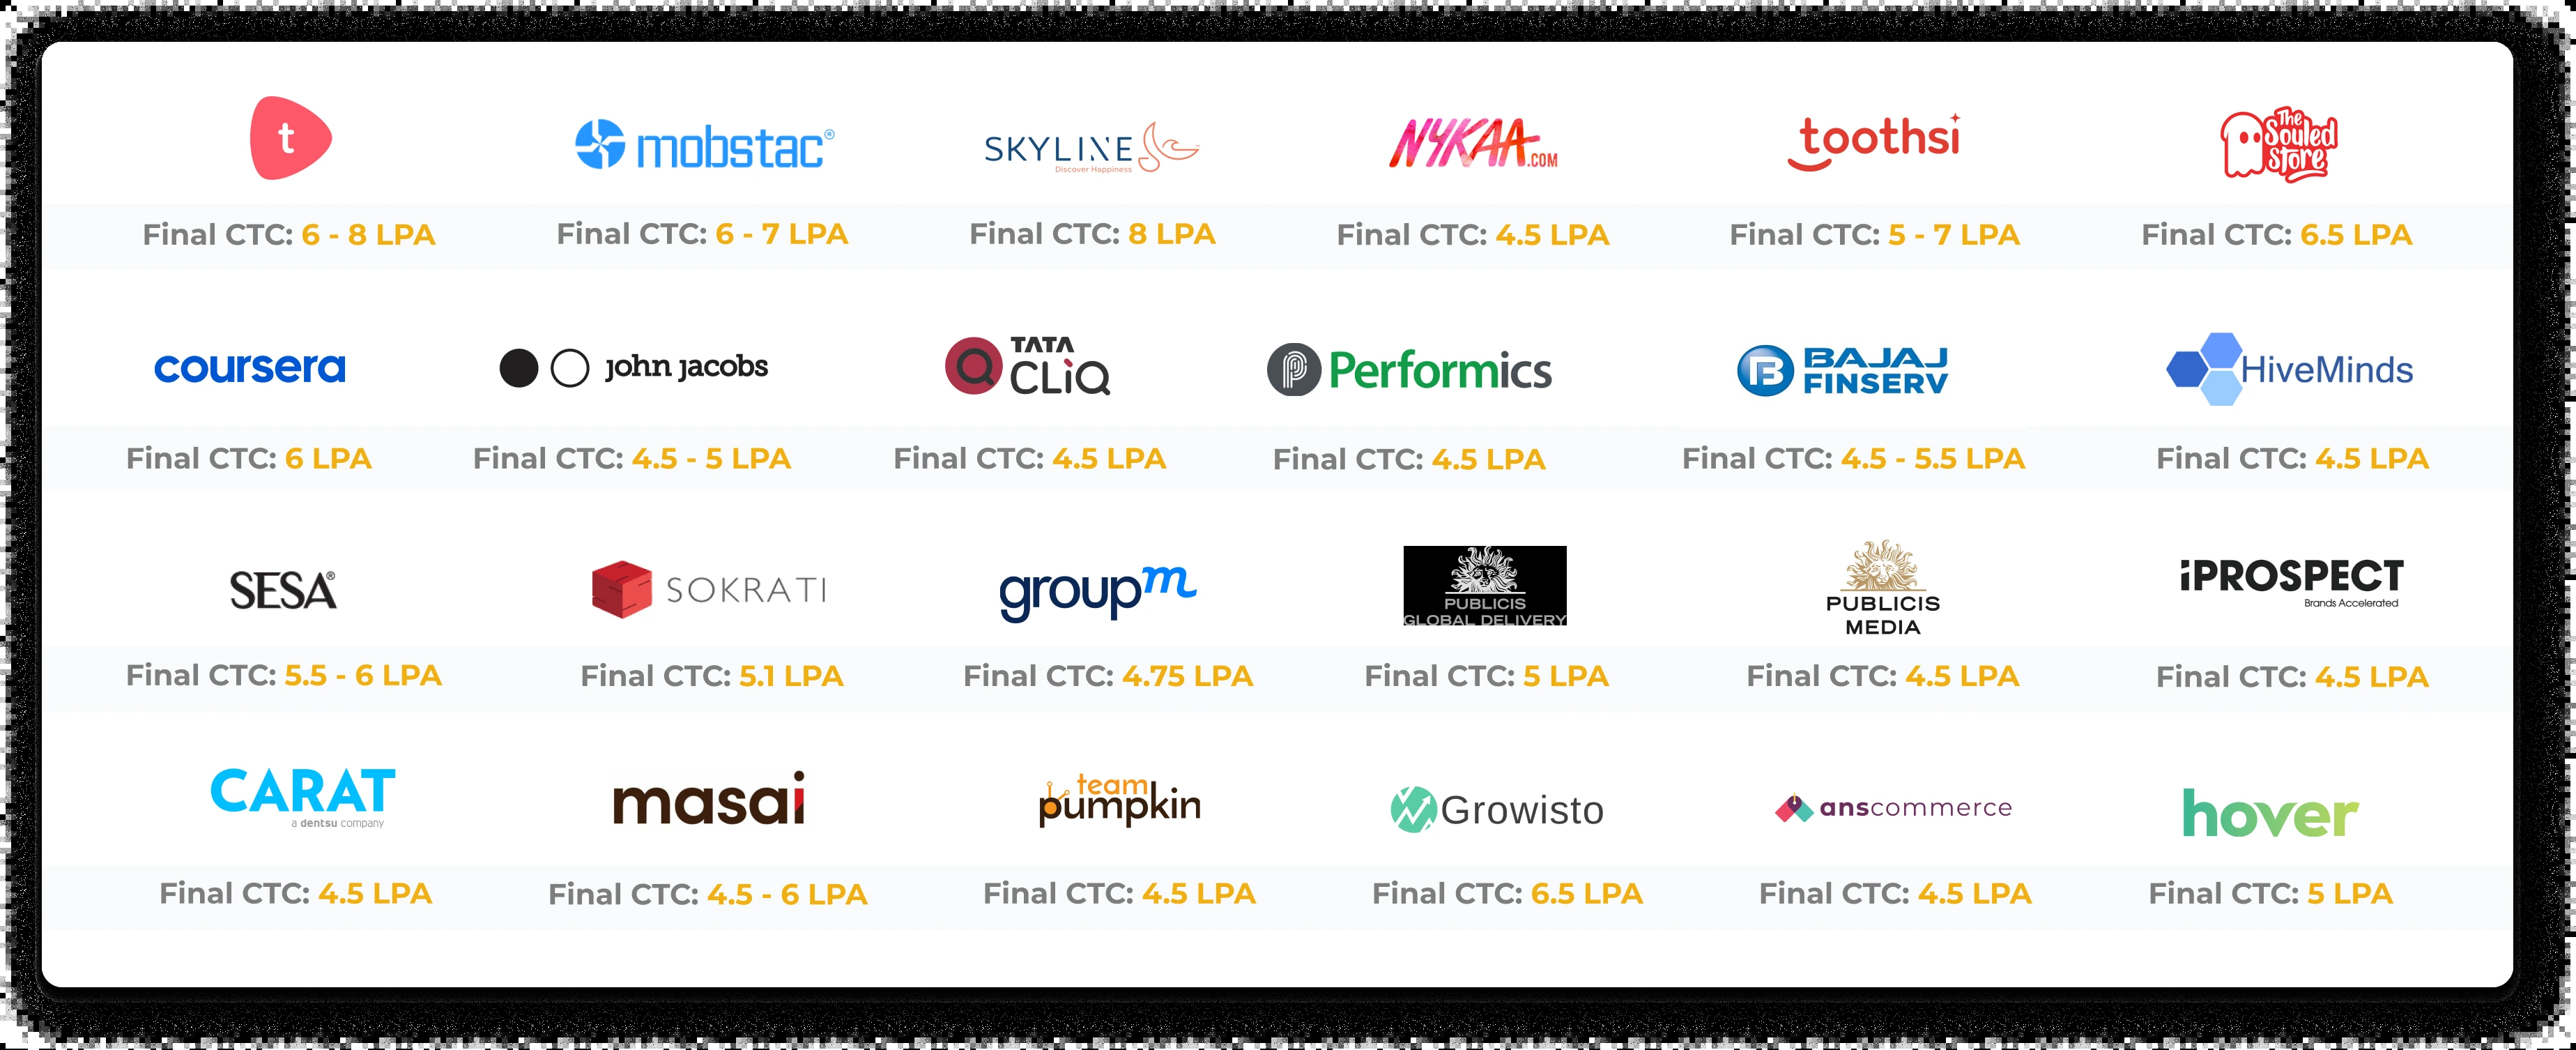 t
mobstac®
SKYLINE
Discover Happiness
NYKAA.COM
toothsi
The
Souled
Store
Final CTC: 6 - 8 LPA
Final CTC: 6 - 7 LPA
Final CTC: 8 LPA
Final CTC: 4.5 LPA
Final CTC: 5 - 7 LPA
Final CTC: 6.5 LPA
coursera
john jacobs
TATA
CLiQ
Performics
BAJAJ
FINSERV
HiveMinds
Final CTC: 6 LPA
Final CTC: 4.5 - 5 LPA
Final CTC: 4.5 LPA
Final CTC: 4.5 LPA
Final CTC: 4.5 - 5.5 LPA
Final CTC: 4.5 LPA
SESA®
SOKRATI
groupm
PUBLICIS
GLOBAL DELIVERY
PUBLICIS
MEDIA
iPROSPECT
Brands Accelerated
Final CTC: 5.5 - 6 LPA
Final CTC: 5.1 LPA
Final CTC: 4.75 LPA
Final CTC: 5 LPA
Final CTC: 4.5 LPA
Final CTC: 4.5 LPA
CARAT
a dentsu company
masai
team
pumpkin
Growisto
anscommerce
hover
Final CTC: 4.5 LPA
Final CTC: 4.5 - 6 LPA
Final CTC: 4.5 LPA
Final CTC: 6.5 LPA
Final CTC: 4.5 LPA
Final CTC: 5 LPA